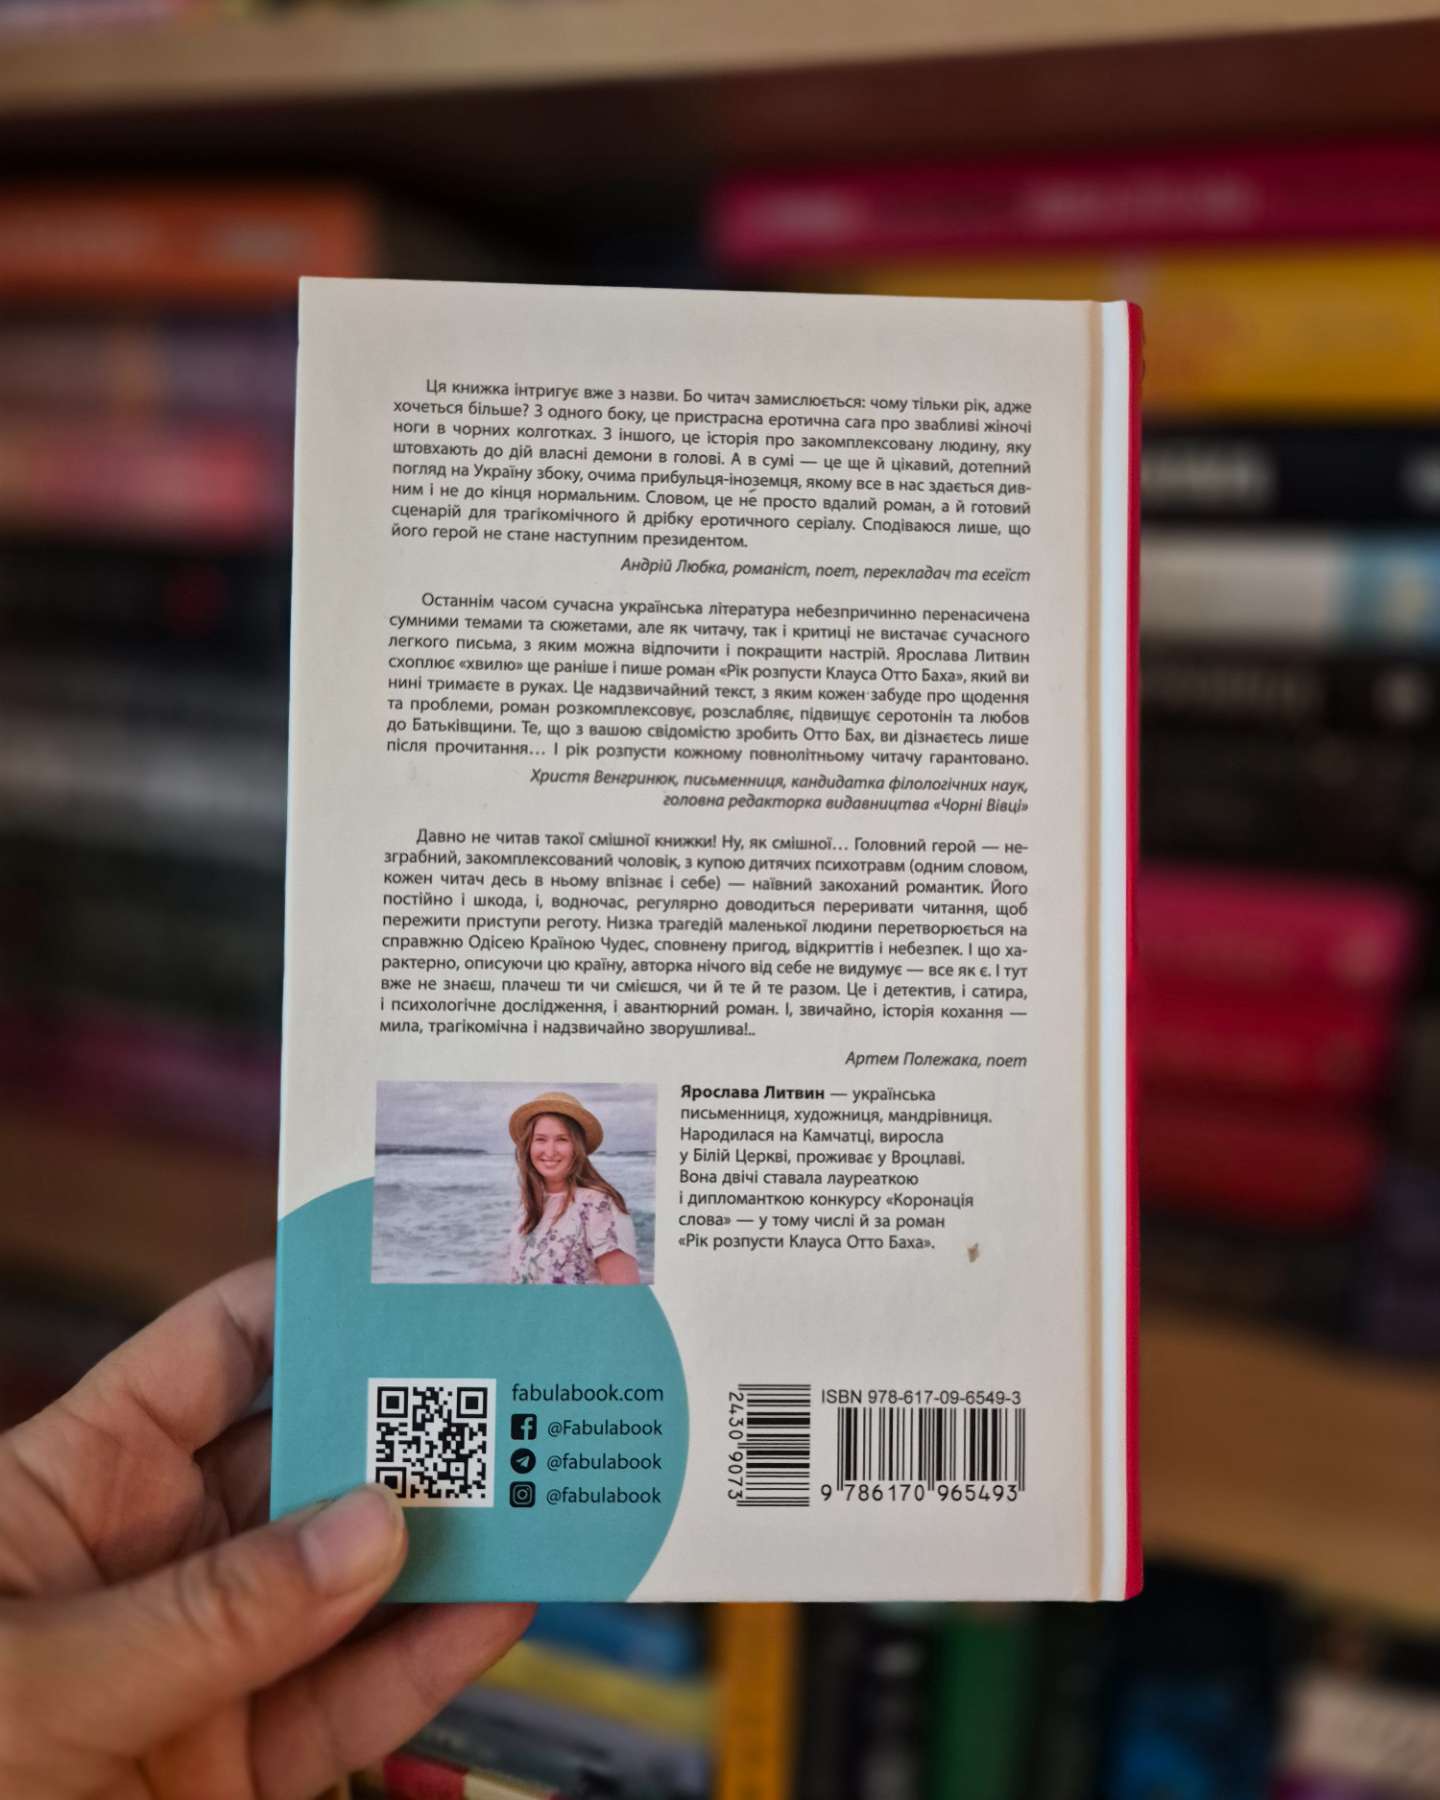 Ця книжка інтригує вже з назви. Бо читач замислюється: чому тільки рік, адже
хочеться більше? З одного боку, це пристрасна еротична сага про звабливі жіночі
ноги в чорних колготках. З іншого, це історія про закомплексовану людину, яку
штовхають до дій власні демони в голові. А в сумі — це ще й цікавий, дотепний
погляд на Україну збоку, очима прибульця-іноземця, якому все в нас здається див-
ним і не до кінця нормальним. Словом, це не просто вдалий роман, а й готовий
сценарій для трагікомічного й дрібку еротичного серіалу. Сподіваюся лише, що
його герой не стане наступним президентом.
Андрій Любка, романіст, поет, перекладач та есеїст
Останнім часом сучасна українська література небезпричинно перенасичена
сумними темами та сюжетами, але як читачу, так і критиці не вистачає сучасного
легкого письма, з яким можна відпочити і покращити настрій. Ярослава Литвин
схоплює «хвилю» ще раніше і пише роман «Рік розпусти Клауса Отто Баха», який ви
нині тримаєте в руках. Це надзвичайний текст, з яким кожен забуде про щодення
та проблеми, роман розкомплексовує, розслабляє, підвищує серотонін та любов
до Батьківщини. Те, що з вашою свідомістю зробить Отто Бах, ви дізнаєтесь лише
після прочитання... І рік розпусти кожному повнолітньому читачу гарантовано.
Христя Венгринюк, письменниця, кандидатка філологічних наук,
головна редакторка видавництва «Чорні Вівці»
Давно не читав такої смішної книжки! Ну, як смішної... Головний герой — не-
зграбний, закомплексований чоловік, з купою дитячих психотравм (одним словом,
кожен читач десь в ньому впізнає і себе) — наївний закоханий романтик. Його
постійно і шкода, і, водночас, регулярно доводиться переривати читання, щоб
пережити приступи реготу. Низка трагедій маленької людини перетворюється на
справжню Одісею Країною Чудес, сповнену пригод, відкриттів і небезпек. І що ха-
рактерно, описуючи цю країну, авторка нічого від себе не видумує — все як є. І тут
вже не знаєш, плачеш ти чи смієшся, чи й те й те разом. Це і детектив, і сатира,
і психологічне дослідження, і авантюрний роман. І, звичайно, історія кохання —
мила, трагікомічна і надзвичайно зворушлива!..
Артем Полежака, поет
Ярослава Литвин — українська
письменниця, художниця, мандрівниця.
Народилася на Камчатці, виросла
у Білій Церкві, проживає у Вроцлаві.
Вона двічі ставала лауреаткою
і дипломанткою конкурсу «Коронація
слова» — у тому числі й за роман
«Рік розпусти Клауса Отто Баха».
fabulabook.com
@Fabulabook
@fabulabook
@fabulabook
2430 9073
ISBN 978-617-09-6549-3
9 786170 965493